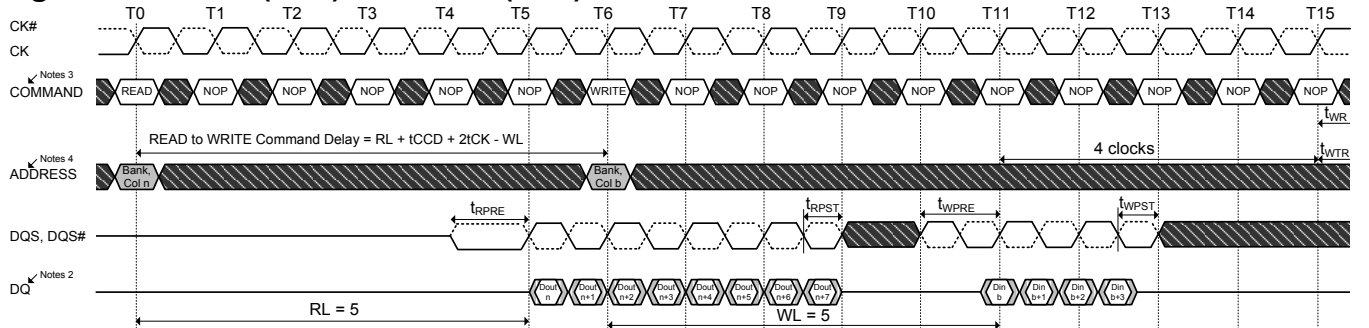 T0 T1 T2 T3 T4 T5 T6 T7 T8 T9 T10 T11 T12 T13 T14 T15
CK#
CK
Notes 3
COMMAND READ NOP NOP NOP NOP NOP WRITE NOP NOP NOP NOP NOP NOP NOP NOP NOP
tWR
READ to WRITE Command Delay = RL + tCCD + 2tCK - WL
4 clocks
tWTR
Notes 4
ADDRESS
Bank, Col n
Bank, Col b
tRPRE tRPST tWPRE tWPST
DQS, DQS#
Notes 2
DQ
Dout n
Dout n+1
Dout n+2
Dout n+3
Dout n+4
Dout n+5
Dout n+6
Dout n+7
Din b
Din b+1
Din b+2
Din b+3
RL = 5 WL = 5